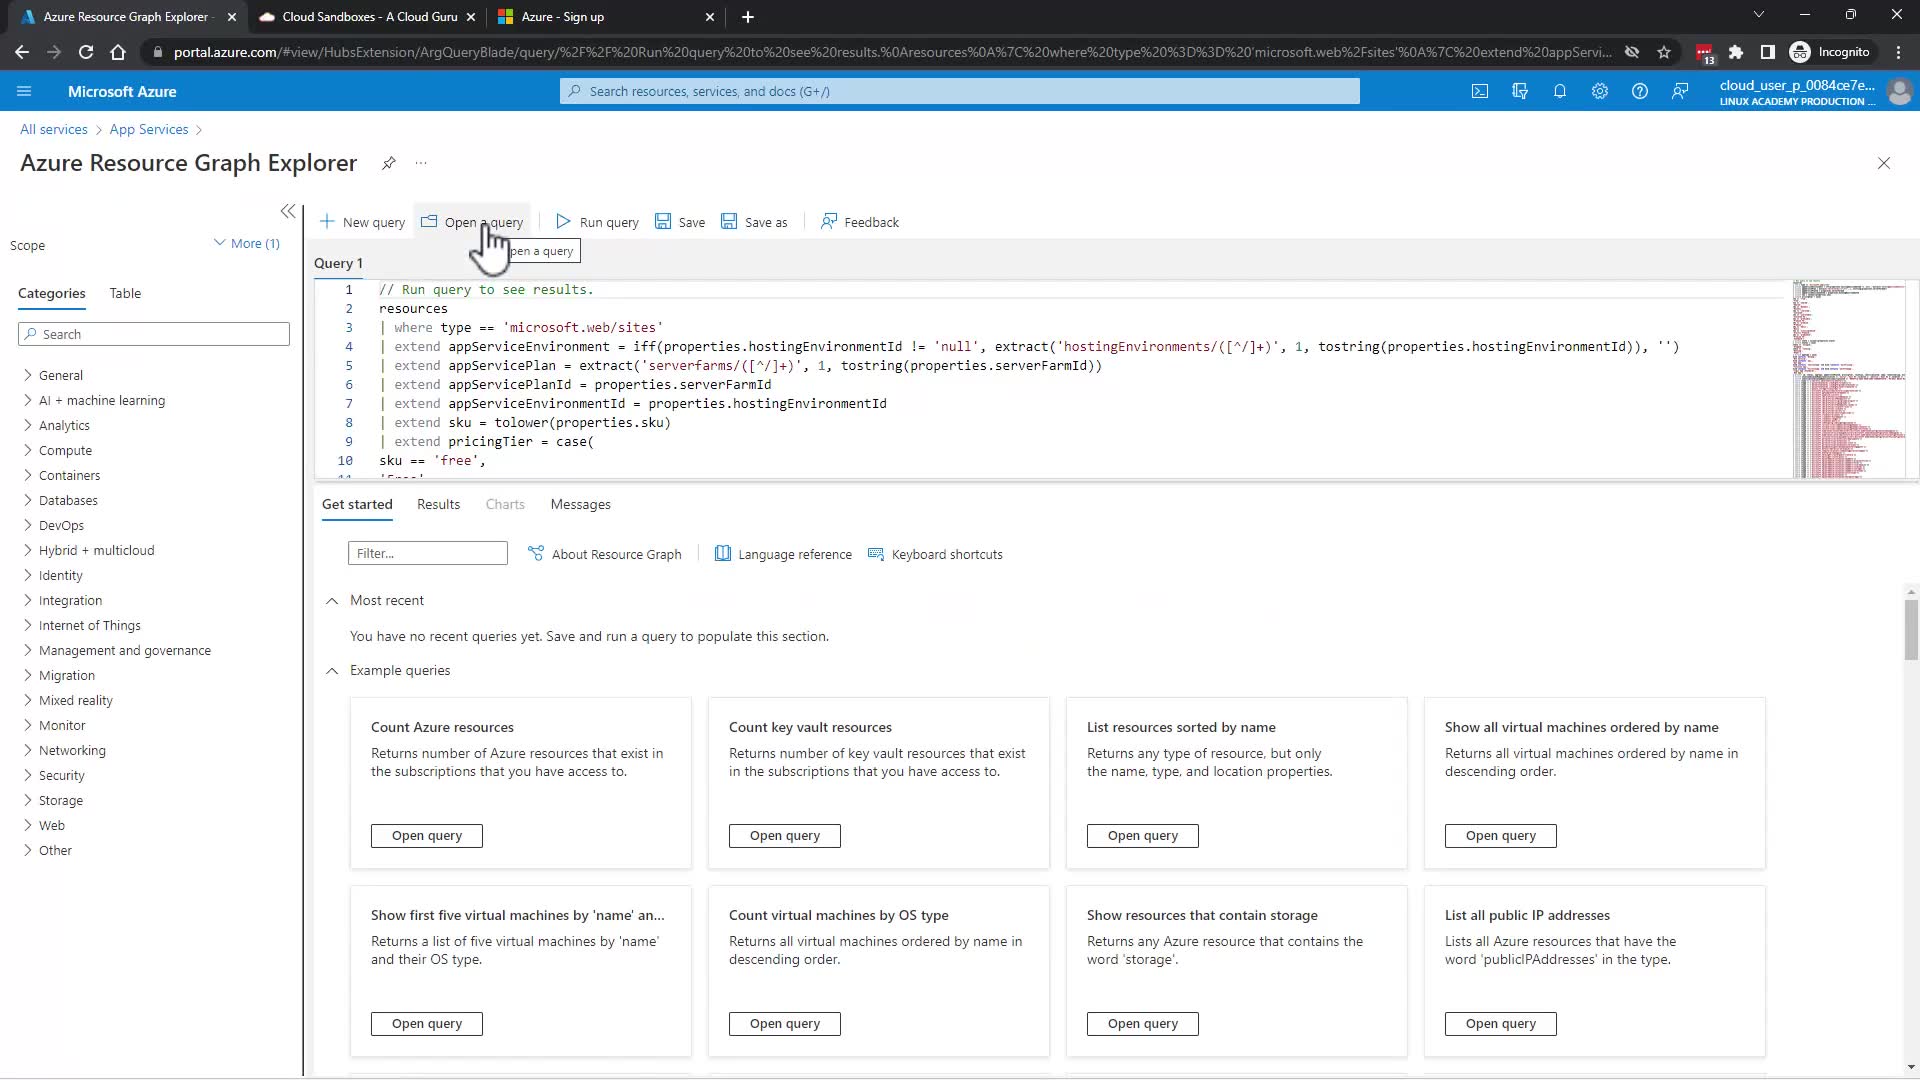 Azure Resource Graph Explorer -
Cloud Sandboxes - A Cloud Guru
Azure - Sign up
portal.azure.com/#view/HubsExtension/ArgQueryBlade/query/%2F%2F%20Run%20query%20to%20see%20results.%0Aresources%0A%7C%20where%20type%20%3D%3D%20'microsoft.web%2Fsites'%0A%7C%20extend%20appServi...
13
Incognito
Microsoft Azure
Search resources, services, and docs (G+/)
cloud_user_p_0084ce7e...
LINUX ACADEMY PRODUCTION ...
All services > App Services >
Azure Resource Graph Explorer
...
New query
Open a query
Run query
Save
Save as
Feedback
Scope
More (1)
pen a query
Query 1
Categories
Table
Search
General
AI + machine learning
Analytics
Compute
Containers
Databases
DevOps
Hybrid + multicloud
Identity
Integration
Internet of Things
Management and governance
Migration
Mixed reality
Monitor
Networking
Security
Storage
Web
Other
1 // Run query to see results.
2 resources
3 | where type == 'microsoft.web/sites'
4 | extend appServiceEnvironment = iff(properties.hostingEnvironmentId != 'null', extract('hostingEnvironments/([^/]+)', 1, tostring(properties.hostingEnvironmentId)), '')
5 | extend appServicePlan = extract('serverfarms/([^/]+)', 1, tostring(properties.serverFarmId))
6 | extend appServicePlanId = properties.serverFarmId
7 | extend appServiceEnvironmentId = properties.hostingEnvironmentId
8 | extend sku = tolower(properties.sku)
9 | extend pricingTier = case(
10 sku == 'free',
11 'Free',
Get started
Results
Charts
Messages
Filter...
About Resource Graph
Language reference
Keyboard shortcuts
Most recent
You have no recent queries yet. Save and run a query to populate this section.
Example queries
Count Azure resources
Returns number of Azure resources that exist in
the subscriptions that you have access to.
Open query
Count key vault resources
Returns number of key vault resources that exist
in the subscriptions that you have access to.
Open query
List resources sorted by name
Returns any type of resource, but only
the name, type, and location properties.
Open query
Show all virtual machines ordered by name
Returns all virtual machines ordered by name in
descending order.
Open query
Show first five virtual machines by 'name' an...
Returns a list of five virtual machines by 'name'
and their OS type.
Open query
Count virtual machines by OS type
Returns all virtual machines ordered by name in
descending order.
Open query
Show resources that contain storage
Returns any Azure resource that contains the
word 'storage'.
Open query
List all public IP addresses
Lists all Azure resources that have the
word 'publicIPAddresses' in the type.
Open query